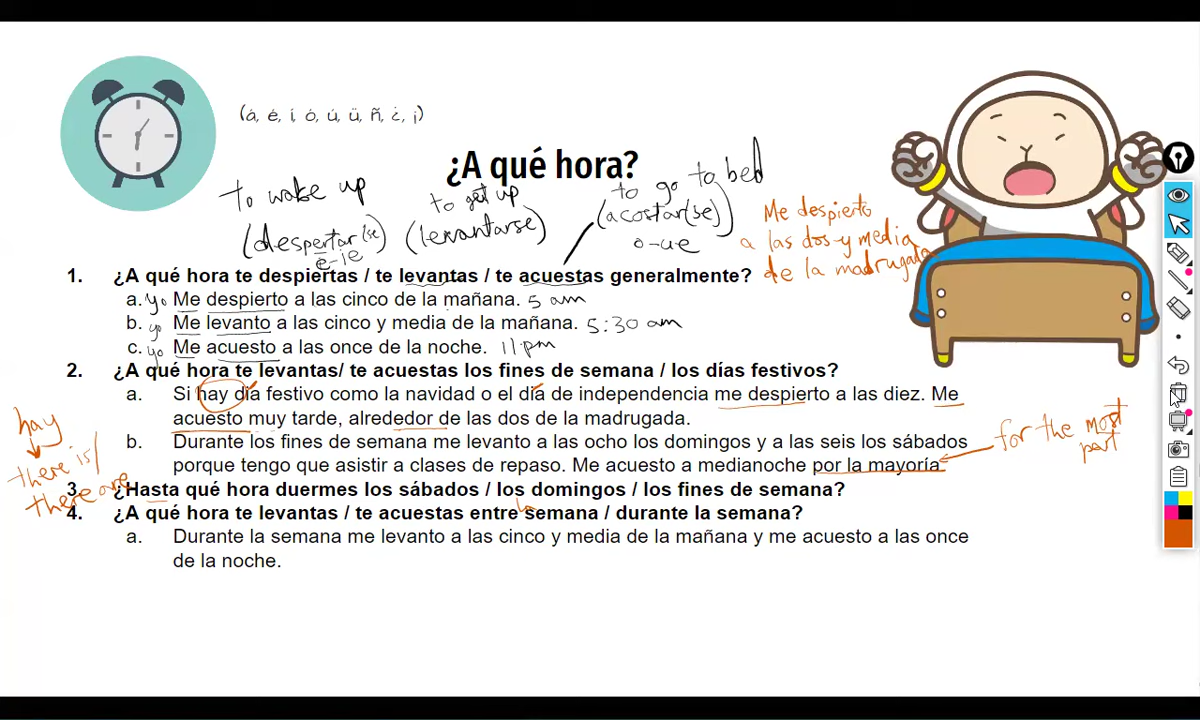 (á, é, í, ó, ú, ü, ñ, ¿, ¡)
¿A qué hora?
to wake up
(despertar(se)
e-ie
to get up
(levantarse)
to go to bed
(acostar(se))
o-ue
Me despierto
a las dos y media
de la madrugada
1. ¿A qué hora te despiertas / te levantas / te acuestas generalmente?
a. yo Me despierto a las cinco de la mañana. 5 am
b. yo Me levanto a las cinco y media de la mañana. 5:30 am
c. yo Me acuesto a las once de la noche. 11 pm
2. ¿A qué hora te levantas/ te acuestas los fines de semana / los días festivos?
a. Si hay día festivo como la navidad o el día de independencia me despierto a las diez. Me
acuesto muy tarde, alrededor de las dos de la madrugada.
b. Durante los fines de semana me levanto a las ocho los domingos y a las seis los sábados
porque tengo que asistir a clases de repaso. Me acuesto a medianoche por la mayoría.
for the most
part
hay
there is/
there are
3. ¿Hasta qué hora duermes los sábados / los domingos / los fines de semana?
4. ¿A qué hora te levantas / te acuestas entre semana / durante la semana?
a. Durante la semana me levanto a las cinco y media de la mañana y me acuesto a las once
de la noche.